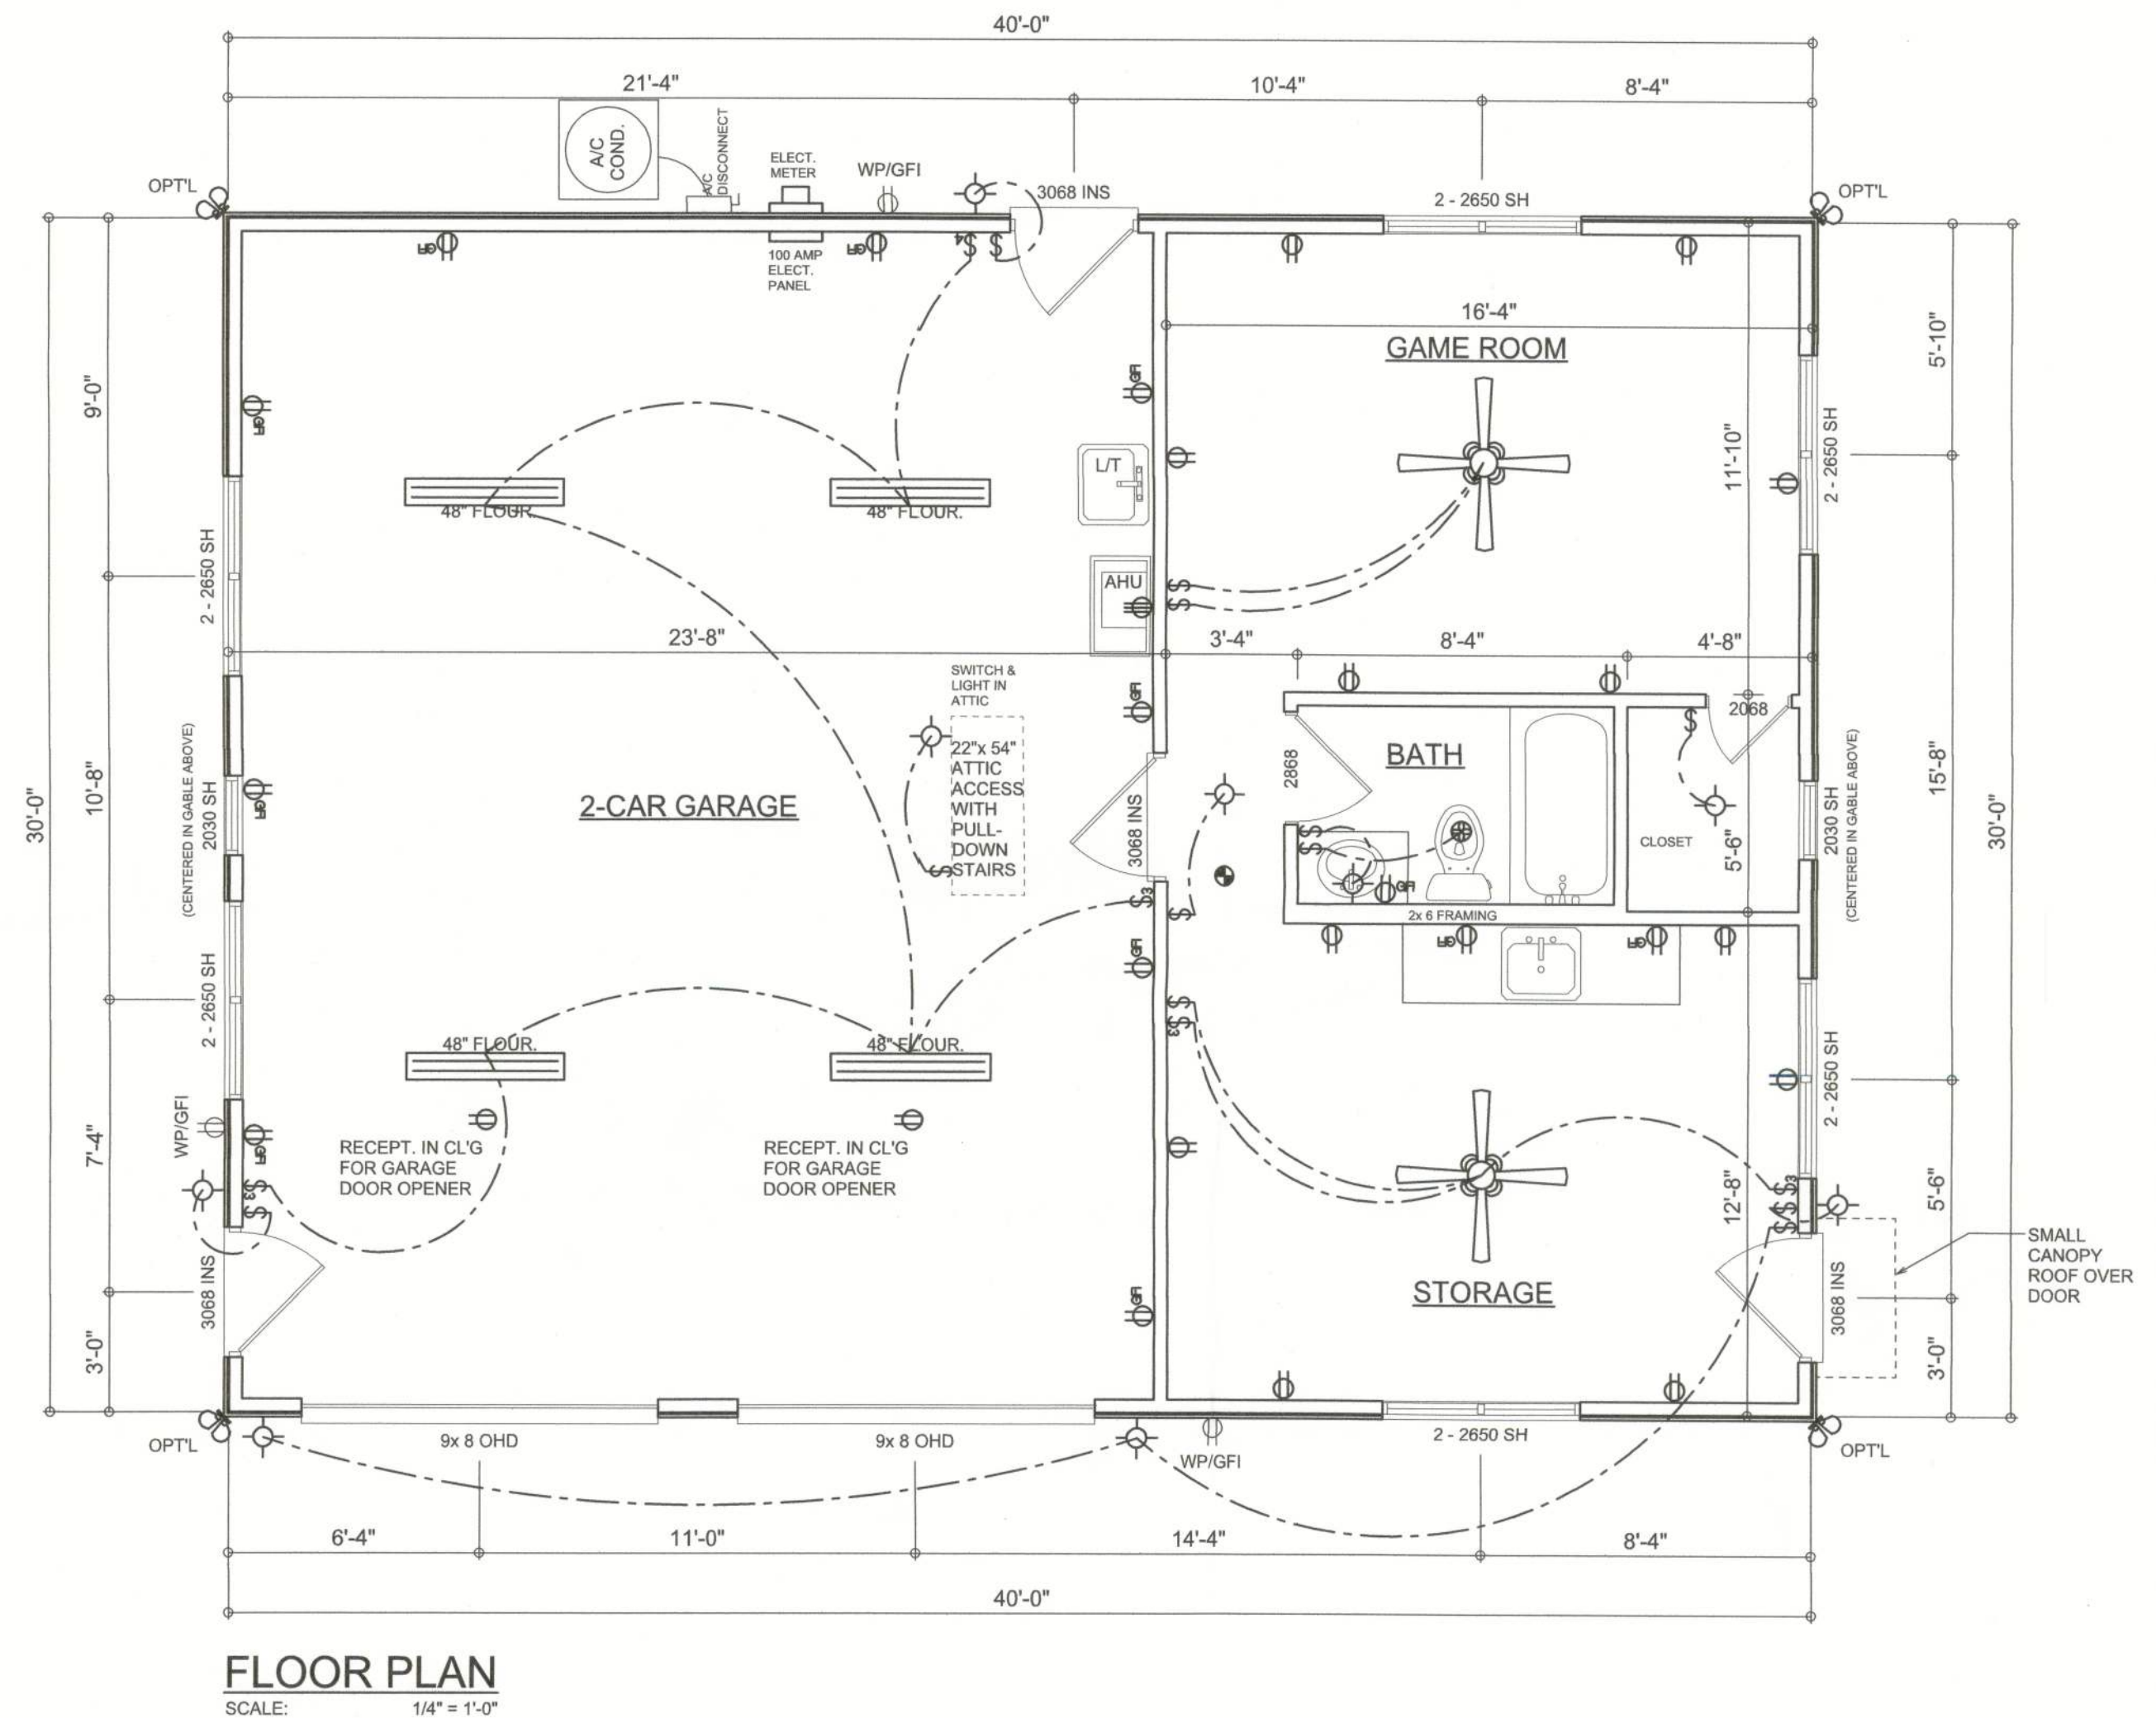 40'-0"
21'-4"
10'-4"
8'-4"
A/C
COND.
A/C
DISCONNECT
ELECT.
METER
WP/GFI
3068 INS
2 - 2650 SH
OPT'L
OPT'L
GFI
GFI
$4
$
100 AMP
ELECT.
PANEL
16'-4"
GAME ROOM
5'-10"
9'-0"
GFI
GFI
11'-10"
2 - 2650 SH
L/T
48" FLOUR.
48" FLOUR.
2 - 2650 SH
AHU
$
$
23'-8"
3'-4"
8'-4"
4'-8"
SWITCH &
LIGHT IN
ATTIC
GFI
$
2068
22"x 54"
ATTIC
ACCESS
WITH
PULL-
DOWN
STAIRS
$
BATH
2868
15'-8"
30'-0"
10'-8"
(CENTERED IN GABLE ABOVE)
2030 SH
GFI
2-CAR GARAGE
3068 INS
$
$
CLOSET
5'-6"
2030 SH
(CENTERED IN GABLE ABOVE)
30'-0"
GFI
$3
$
2x 6 FRAMING
GFI
GFI
GFI
2 - 2650 SH
$
$3
48" FLOUR.
48" FLOUR.
2 - 2650 SH
WP/GFI
7'-4"
GFI
RECEPT. IN CL'G
FOR GARAGE
DOOR OPENER
RECEPT. IN CL'G
FOR GARAGE
DOOR OPENER
$3
$
12'-8"
$3
$
$
5'-6"
SMALL
CANOPY
ROOF OVER
DOOR
3068 INS
GFI
STORAGE
3068 INS
3'-0"
3'-0"
OPT'L
9x 8 OHD
9x 8 OHD
WP/GFI
2 - 2650 SH
OPT'L
6'-4"
11'-0"
14'-4"
8'-4"
40'-0"
FLOOR PLAN
SCALE: 1/4" = 1'-0"